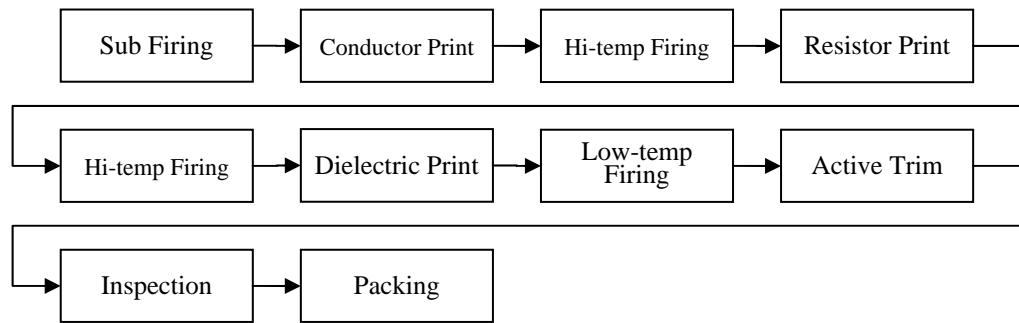 Sub Firing
Conductor Print
Hi-temp Firing
Resistor Print
Hi-temp Firing
Dielectric Print
Low-temp
Firing
Active Trim
Inspection
Packing